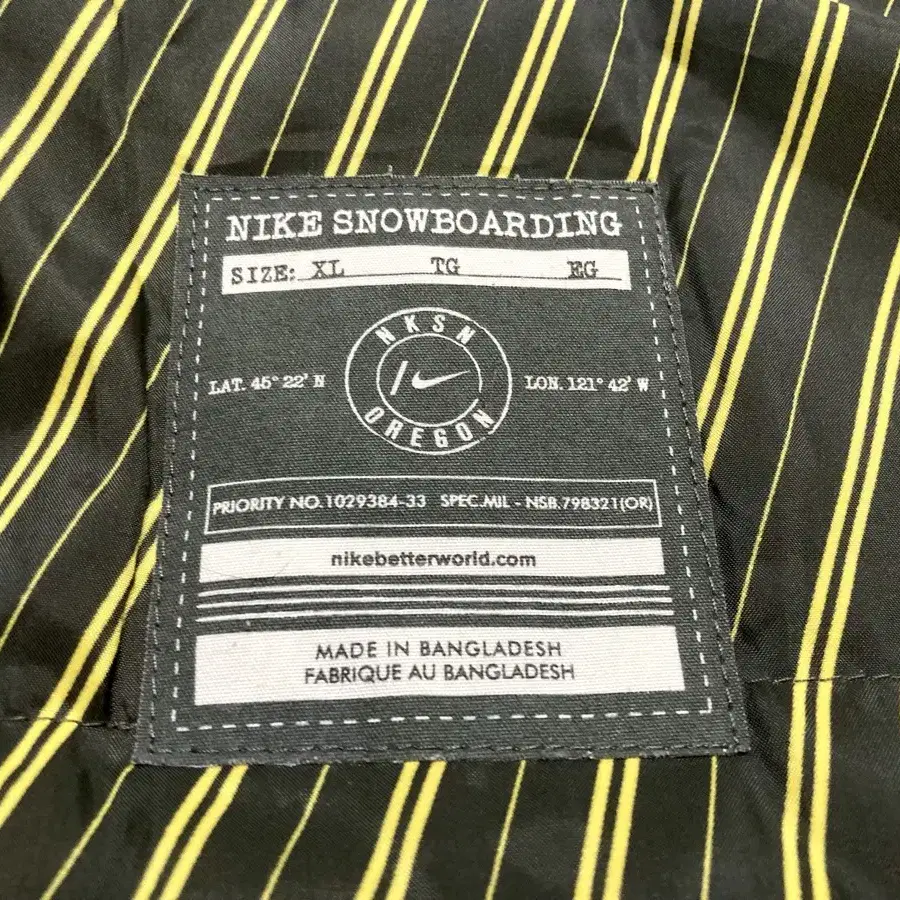 NIKE SNOWBOARDING
SIZE: XL TG EG
NKSN
LAT. 45° 22' N LON. 121° 42' W
OREGON
PRIORITY NO.1029384-33 SPEC.MIL - NSB.798321(OR)
nikebetterworld.com
MADE IN BANGLADESH
FABRIQUE AU BANGLADESH